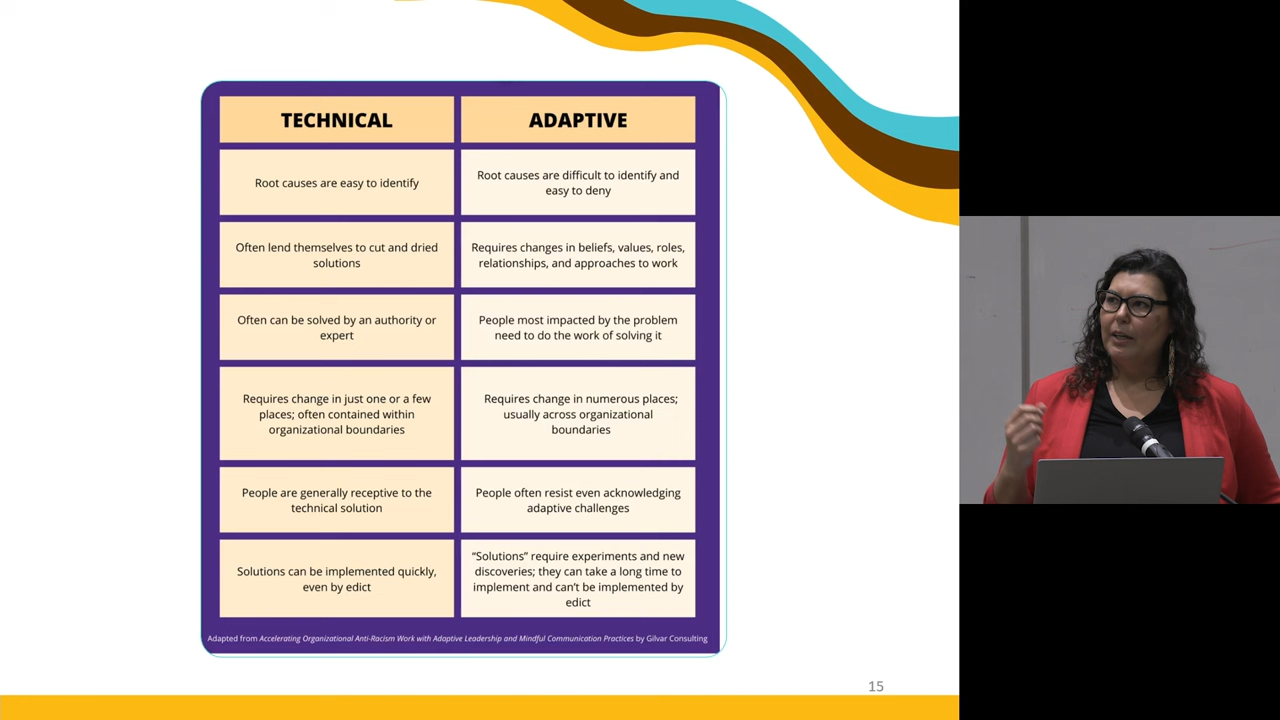 TECHNICAL
ADAPTIVE
Root causes are easy to identify
Root causes are difficult to identify and
easy to deny
Often lend themselves to cut and dried
solutions
Requires changes in beliefs, values, roles,
relationships, and approaches to work
Often can be solved by an authority or
expert
People most impacted by the problem
need to do the work of solving it
Requires change in just one or a few
places; often contained within
organizational boundaries
Requires change in numerous places;
usually across organizational
boundaries
People are generally receptive to the
technical solution
People often resist even acknowledging
adaptive challenges
Solutions can be implemented quickly,
even by edict
“Solutions” require experiments and new
discoveries; they can take a long time to
implement and can’t be implemented by
edict
Adapted from Accelerating Organizational Anti-Racism Work with Adaptive Leadership and Mindful Communication Practices by Gilvar Consulting
15